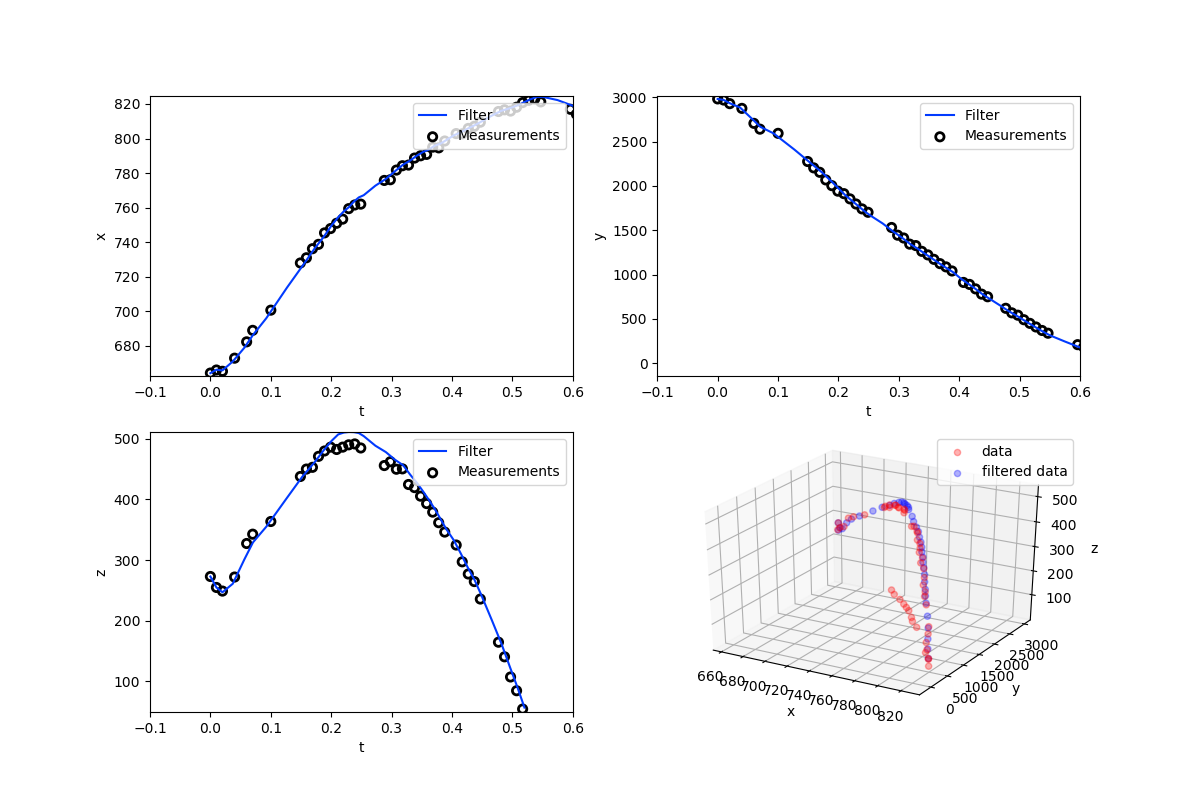 820
800
780
760
740
720
700
680
x
Filter
Measurements
−0.1 0.0 0.1 0.2 0.3 0.4 0.5 0.6
t
3000
2500
2000
1500
1000
500
0
y
Filter
Measurements
−0.1 0.0 0.1 0.2 0.3 0.4 0.5 0.6
t
500
400
300
200
100
z
Filter
Measurements
−0.1 0.0 0.1 0.2 0.3 0.4 0.5 0.6
t
data
filtered data
500
400
300
200
100
z
660 680 700 720 740 760 780 800 820
x
0 500 1000 1500 2000 2500 3000
y